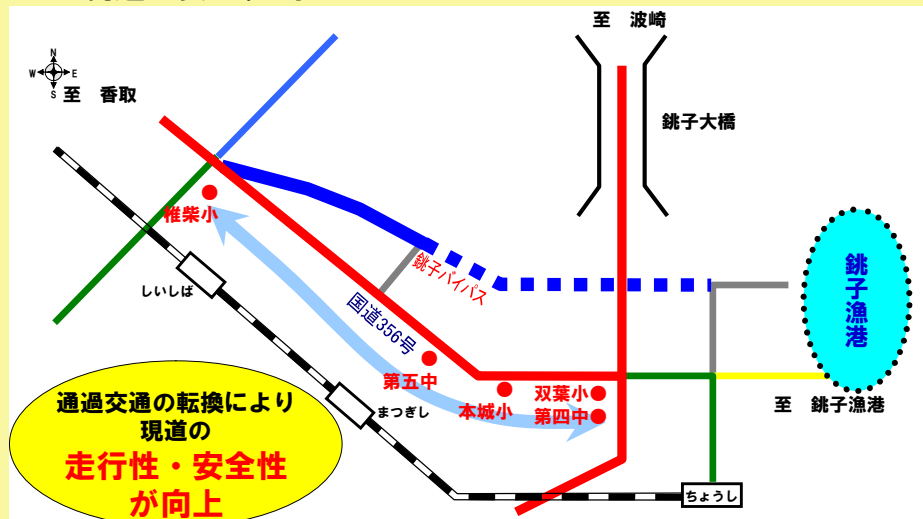 N
W E
S
至 香取
至 波崎
銚子大橋
椎柴小
しいしば
銚子バイパス
国道356号
銚子漁港
第五中
本城小
双葉小
第四中
まつぎし
至 銚子漁港
ちょうし
通過交通の転換により
現道の
走行性・安全性
が向上